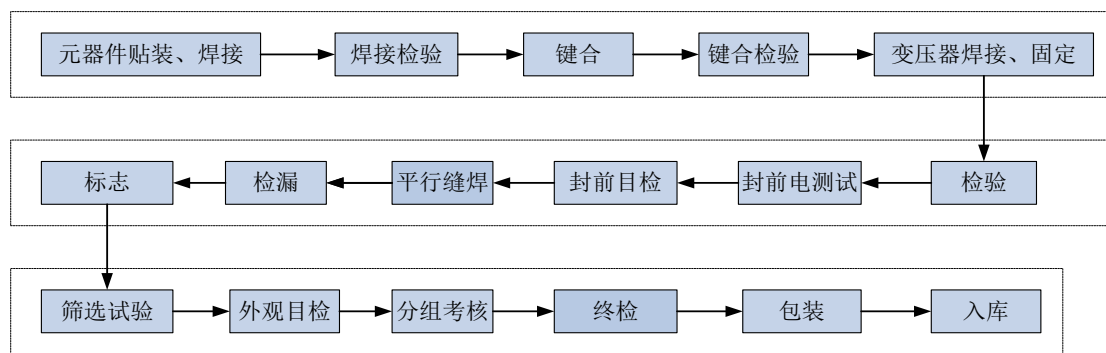 元器件贴装、焊接
焊接检验
键合
键合检验
变压器焊接、固定
标志
检漏
平行缝焊
封前目检
封前电测试
检验
筛选试验
外观目检
分组考核
终检
包装
入库